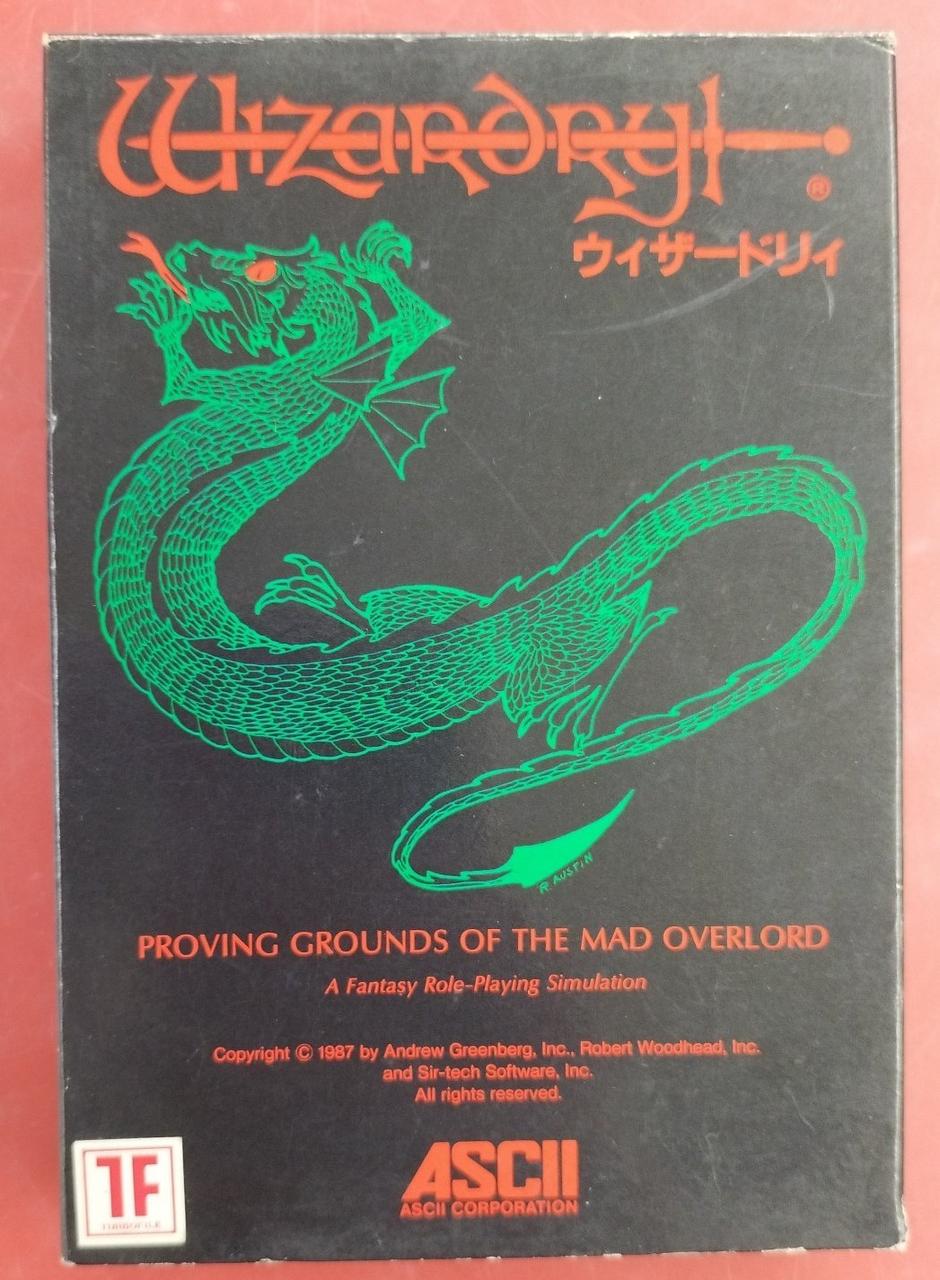 Wizardry
®
ウィザードリィ
R. AUSTIN
PROVING GROUNDS OF THE MAD OVERLORD
A Fantasy Role-Playing Simulation
Copyright © 1987 by Andrew Greenberg, Inc., Robert Woodhead, Inc.
and Sir-tech Software, Inc.
All rights reserved.
TF
TURBOFILE
ASCII
ASCII CORPORATION